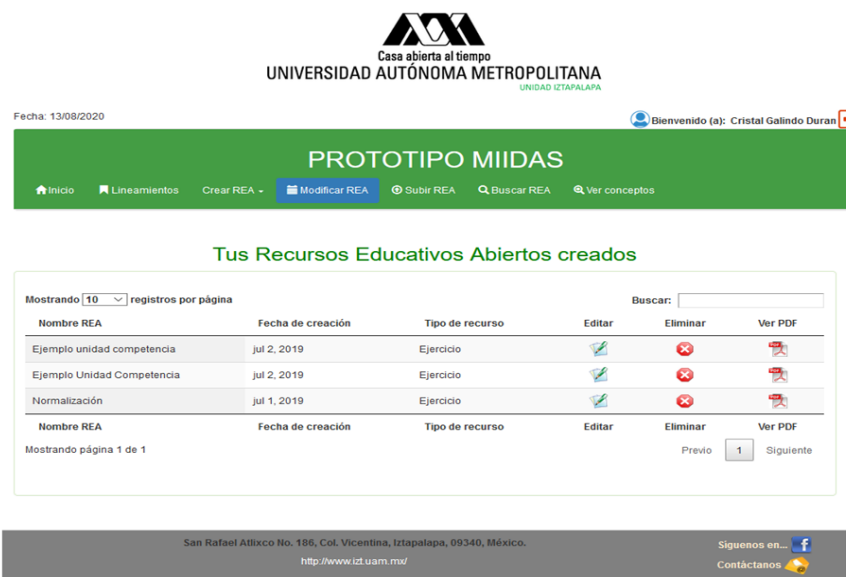 Casa abierta al tiempo
UNIVERSIDAD AUTÓNOMA METROPOLITANA
UNIDAD IZTAPALAPA
Fecha: 13/08/2020 Bienvenido (a): Cristal Galindo Duran
PROTOTIPO MIIDAS
Inicio Lineamientos Crear REA Modificar REA Subir REA Buscar REA Ver conceptos
Tus Recursos Educativos Abiertos creados
Mostrando 10 registros por página Buscar:
Nombre REA Fecha de creación Tipo de recurso Editar Eliminar Ver PDF
Ejemplo unidad competencia jul 2, 2019 Ejercicio
Ejemplo Unidad Competencia jul 2, 2019 Ejercicio
Normalización jul 1, 2019 Ejercicio
Nombre REA Fecha de creación Tipo de recurso Editar Eliminar Ver PDF
Mostrando página 1 de 1 Previo 1 Siguiente
San Rafael Atlixco No. 186, Col. Vicentina, Iztapalapa, 09340, México.
http://www.izt.uam.mx/
Siguenos en...
Contáctanos